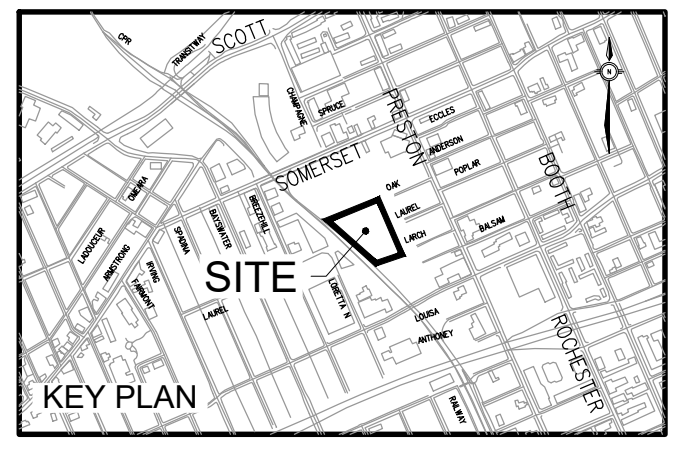 CPR
TRANSITWAY
SCOTT
N
CHAMPAGNE
SPRUCE
PRESTON
ECCLES
ANDERSON
SOMERSET
POPLAR
BOOTH
OAK
OMEARA
BREEZEHILL
LAUREL
BAYSWATER
BALSAM
LADOUCEUR
SPADINA
LARCH
ARMSTRONG
IRVING
SITE
FAIRMONT
LORETTA N
LAUREL
LOUISA
ROCHESTER
ANTHONEY
KEY PLAN
RAILWAY